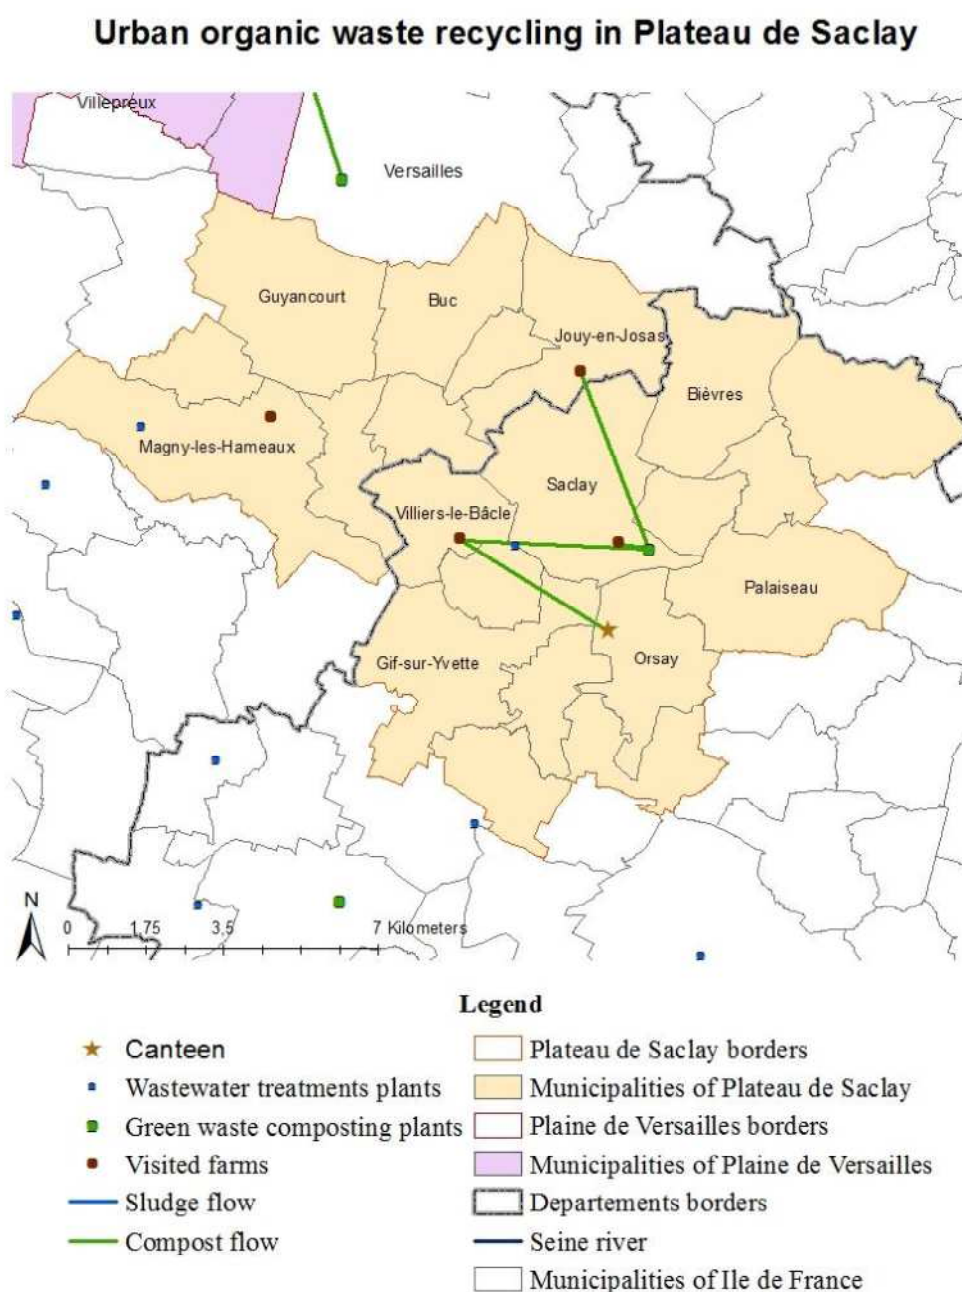 Urban organic waste recycling in Plateau de Saclay
Villepreux
Versailles
Guyancourt
Buc
Jouy-en-Josas
Bièvres
Magny-les-Hameaux
Saclay
Villiers-le-Bâcle
Palaiseau
Gif-sur-Yvette
Orsay
N
0 1,75 3,5 7 Kilometers
Legend
Canteen
Wastewater treatments plants
Green waste composting plants
Visited farms
Sludge flow
Compost flow
Plateau de Saclay borders
Municipalities of Plateau de Saclay
Plaine de Versailles borders
Municipalities of Plaine de Versailles
Departements borders
Seine river
Municipalities of Ile de France